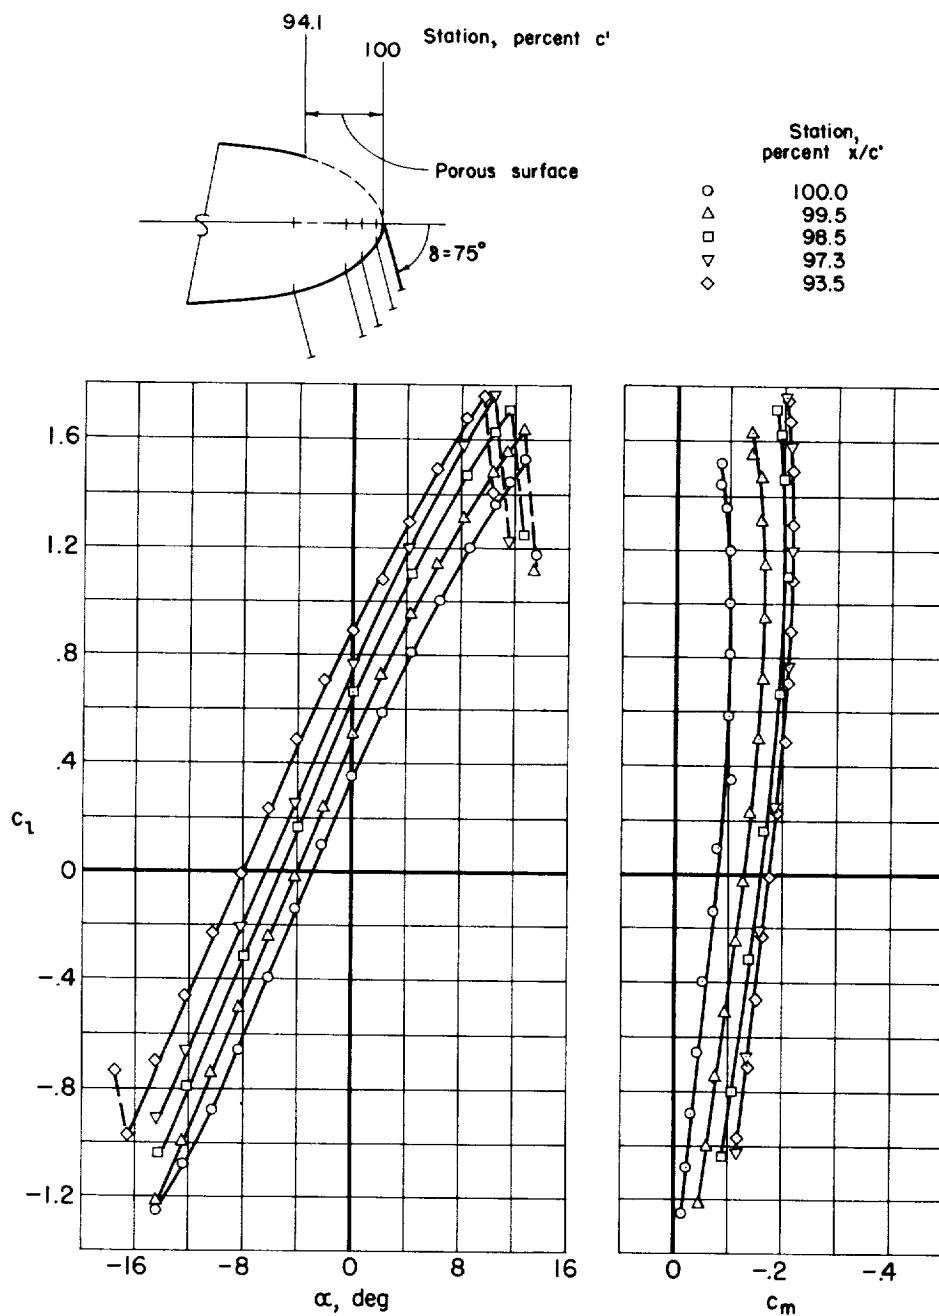 94.1
Station, percent c'
100
Porous surface
δ=75°
Station,
percent x/c'
100.0
99.5
98.5
97.3
93.5
1.6
1.2
.8
.4
0
-.4
-.8
-1.2
c_l
-16
-8
0
8
16
α, deg
0
-.2
-.4
c_m